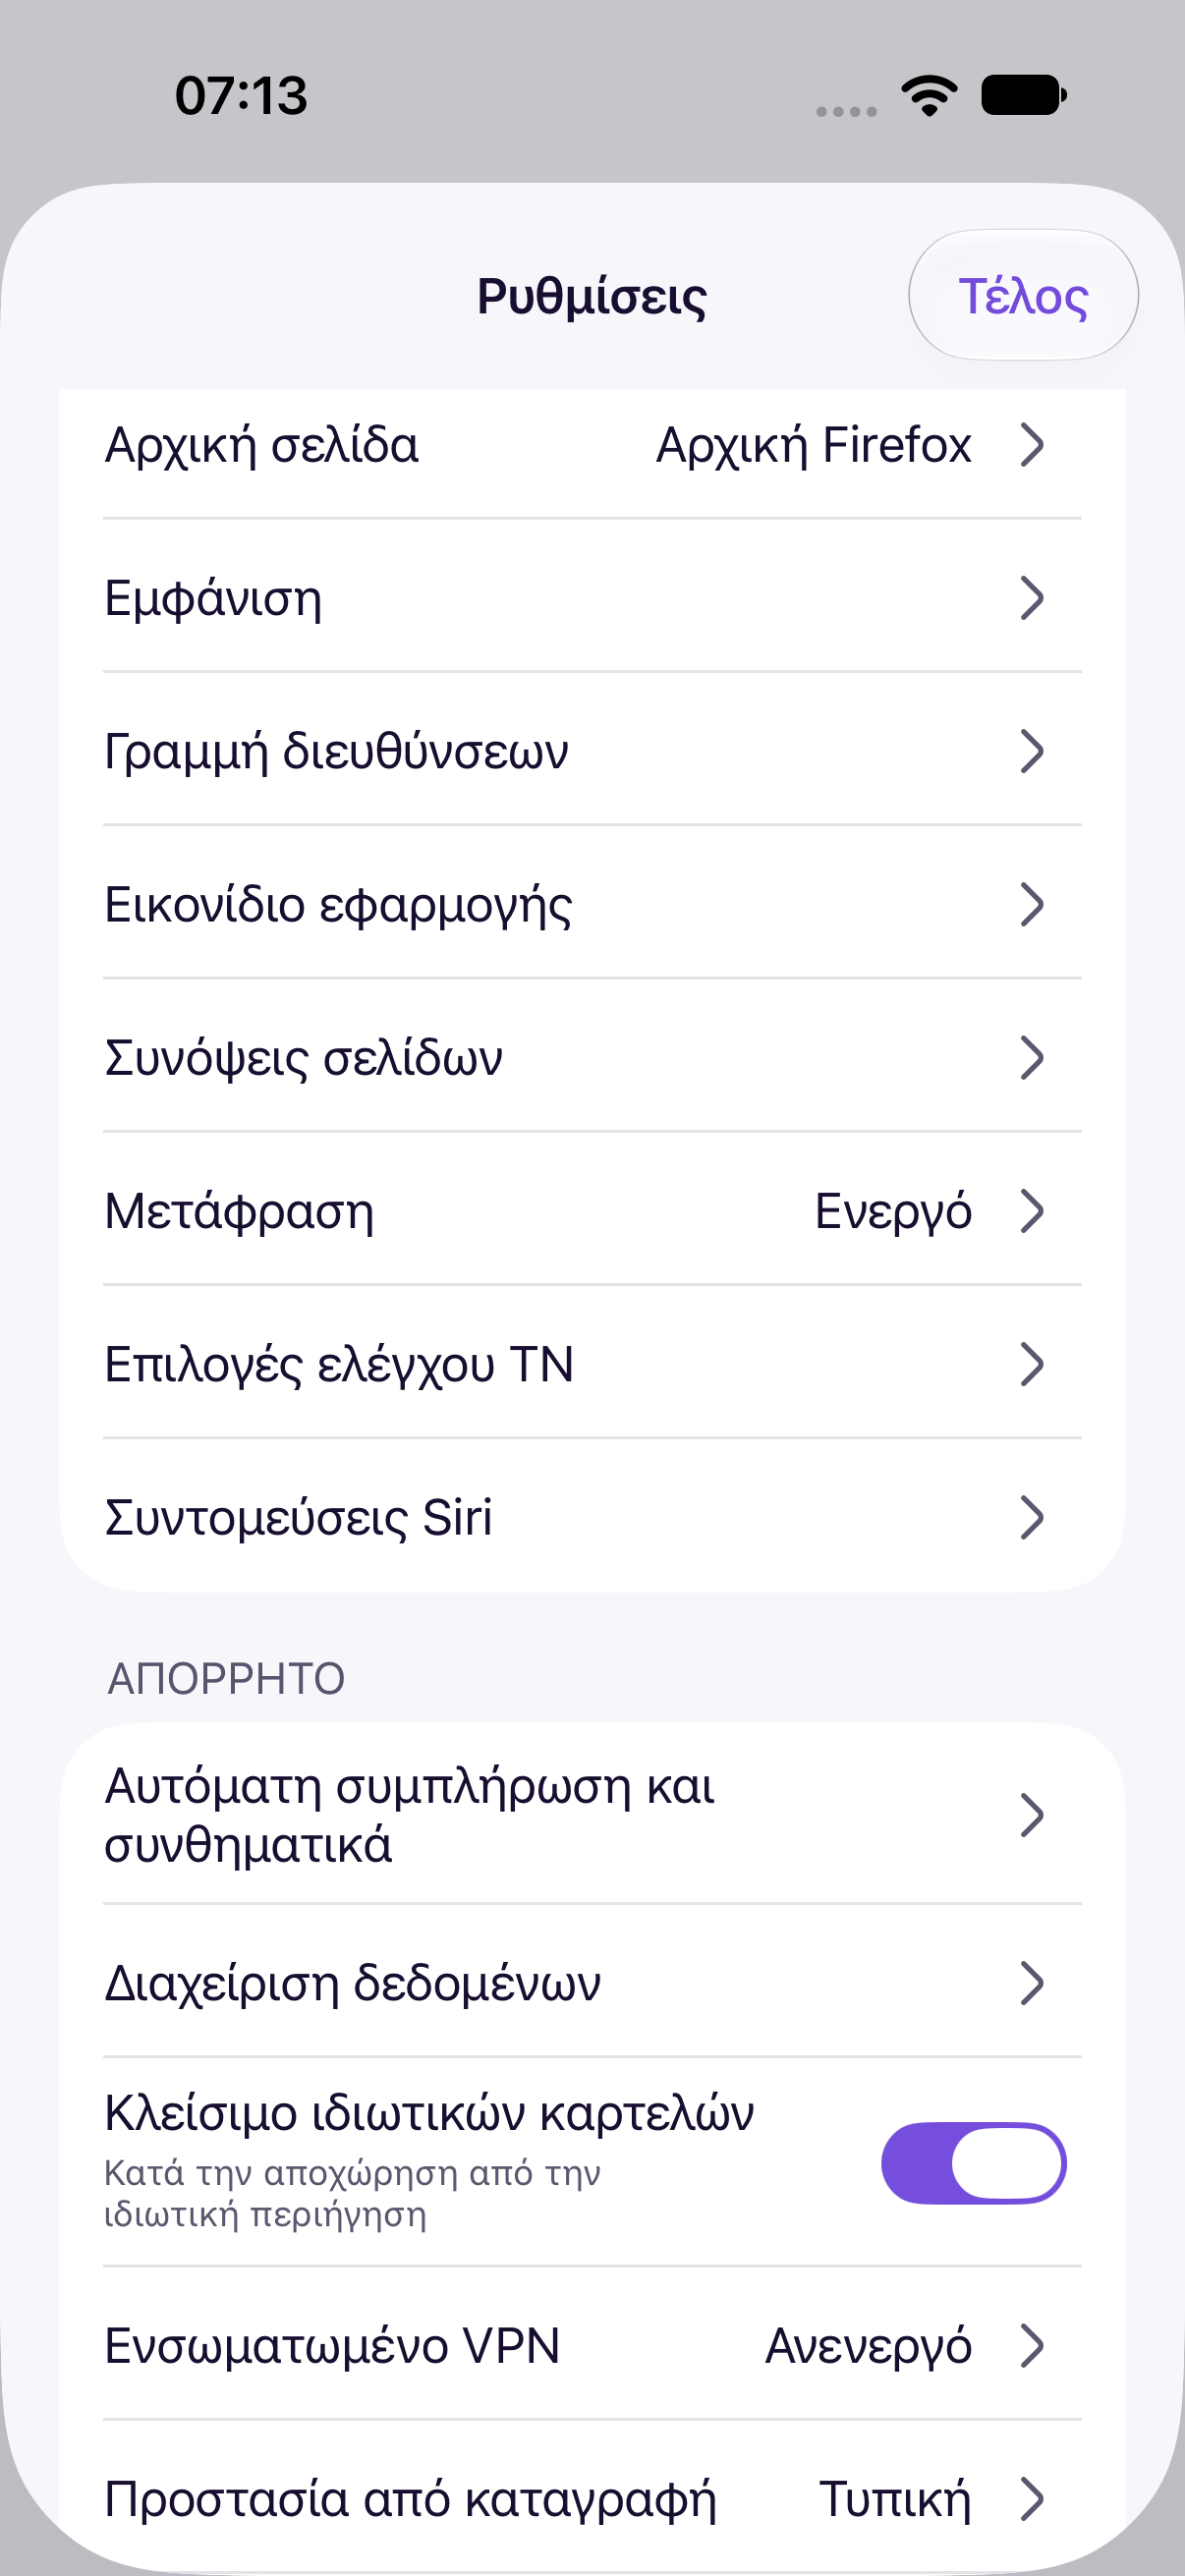 07:13
Ρυθμίσεις
Τέλος
Αρχική σελίδα Αρχική Firefox
Εμφάνιση
Γραμμή διευθύνσεων
Εικονίδιο εφαρμογής
Συνόψεις σελίδων
Μετάφραση Ενεργό
Επιλογές ελέγχου ΤΝ
Συντομεύσεις Siri
ΑΠΟΡΡΗΤΟ
Αυτόματη συμπλήρωση και
συνθηματικά
Διαχείριση δεδομένων
Κλείσιμο ιδιωτικών καρτελών
Κατά την αποχώρηση από την
ιδιωτική περιήγηση
Ενσωματωμένο VPN Ανενεργό
Προστασία από καταγραφή Τυπική